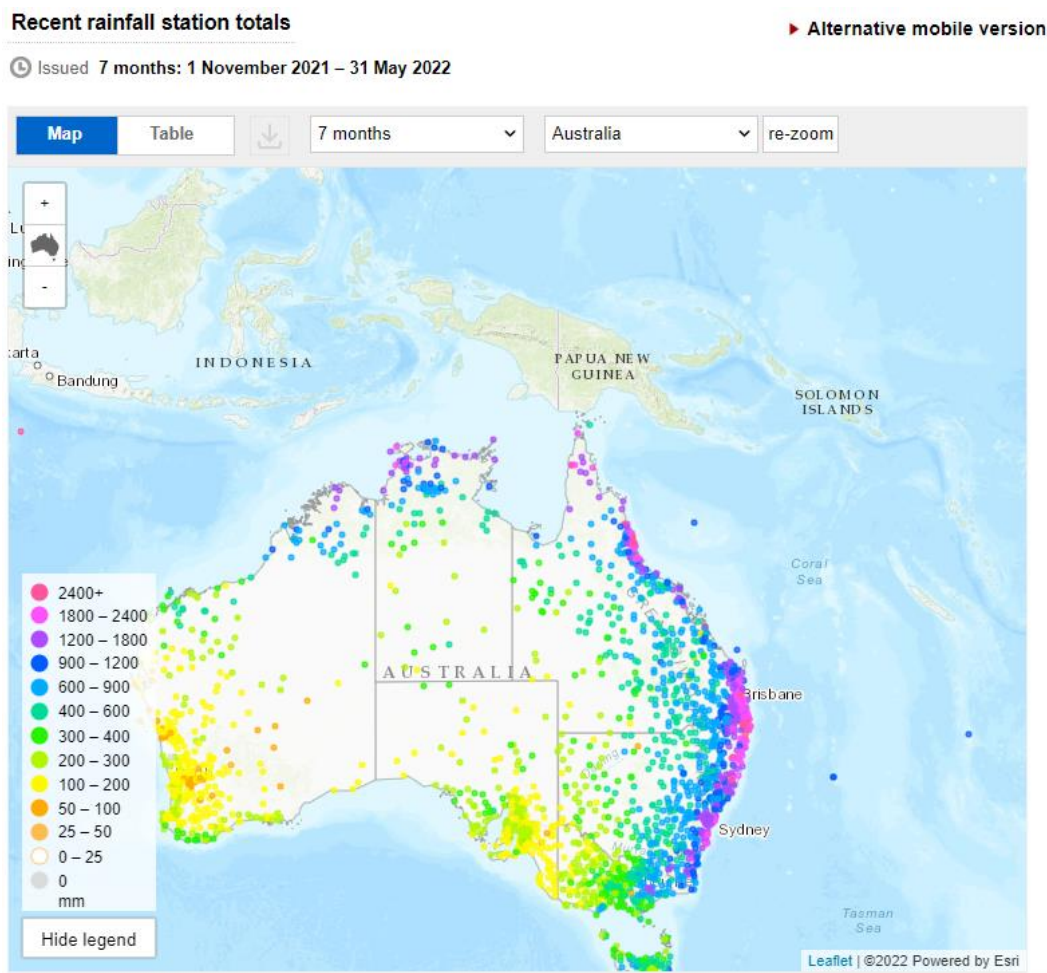 Recent rainfall station totals
Alternative mobile version
Issued 7 months: 1 November 2021 – 31 May 2022
Map
Table
7 months
Australia
re-zoom
+
-
karta
Bandung
INDONESIA
PAPUA NEW
GUINEA
SOLOMON
ISLANDS
Coral
Sea
2400+
1800 – 2400
1200 – 1800
900 – 1200
600 – 900
400 – 600
300 – 400
200 – 300
100 – 200
50 – 100
25 – 50
0 – 25
0
mm
AUSTRALIA
Brisbane
Sydney
Tasman
Sea
Hide legend
Leaflet | ©2022 Powered by Esri